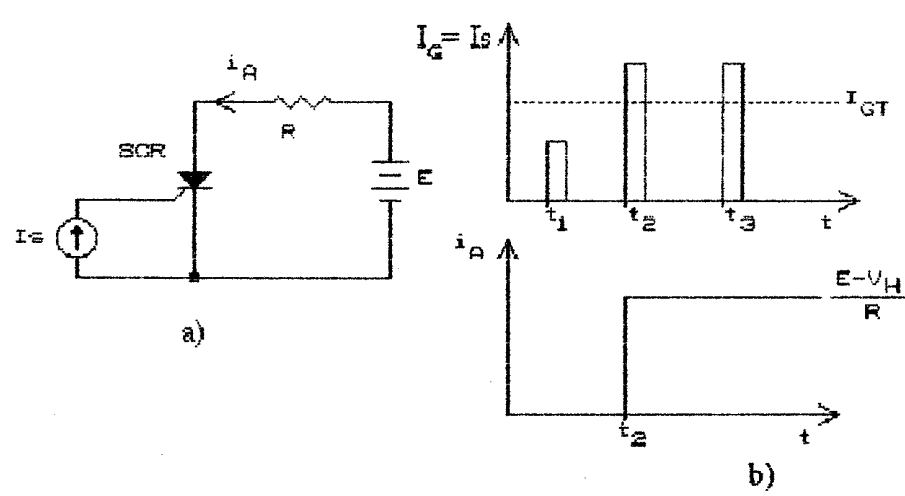 i_A
R
SCR
E
Is
a)
I_G = Is
I_GT
t_1 t_2 t_3 t
i_A
E-V_H
R
t_2 t
b)